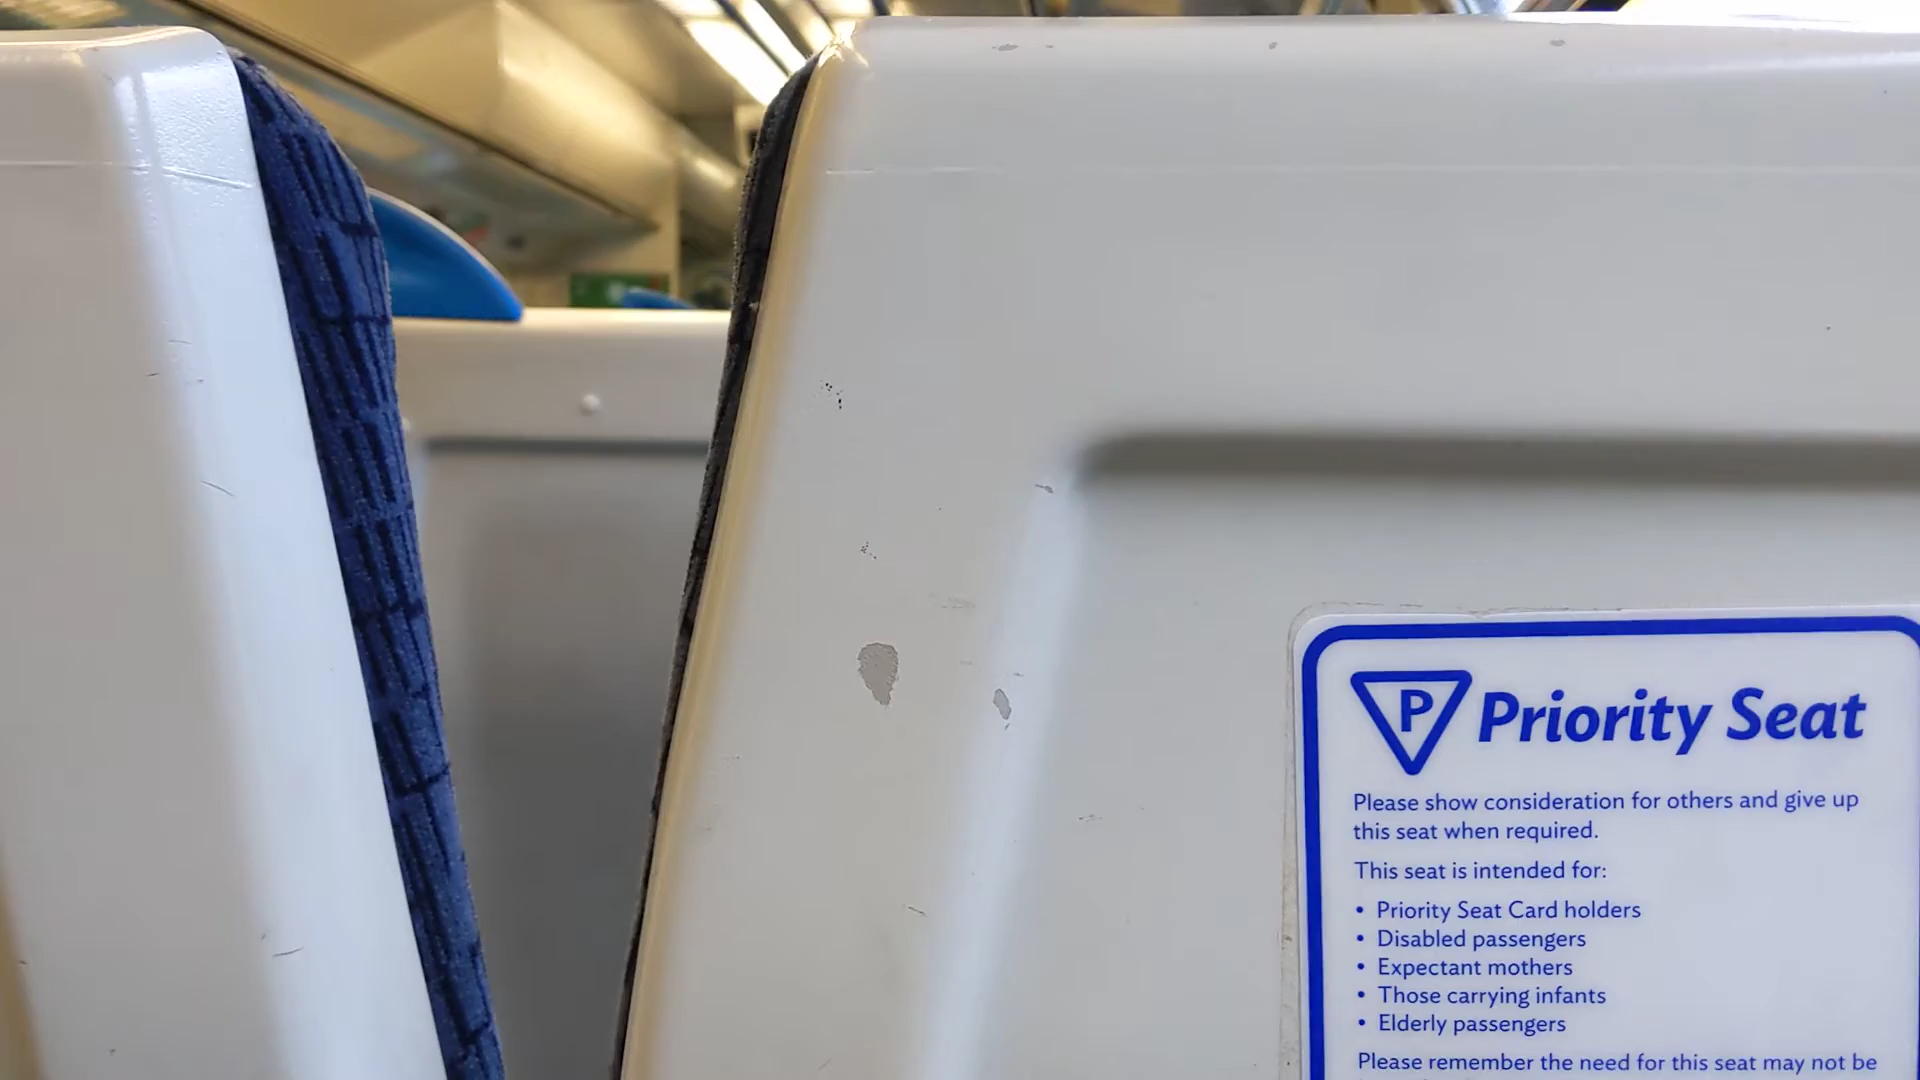 P Priority Seat
Please show consideration for others and give up
this seat when required.
This seat is intended for:
• Priority Seat Card holders
• Disabled passengers
• Expectant mothers
• Those carrying infants
• Elderly passengers
Please remember the need for this seat may not be